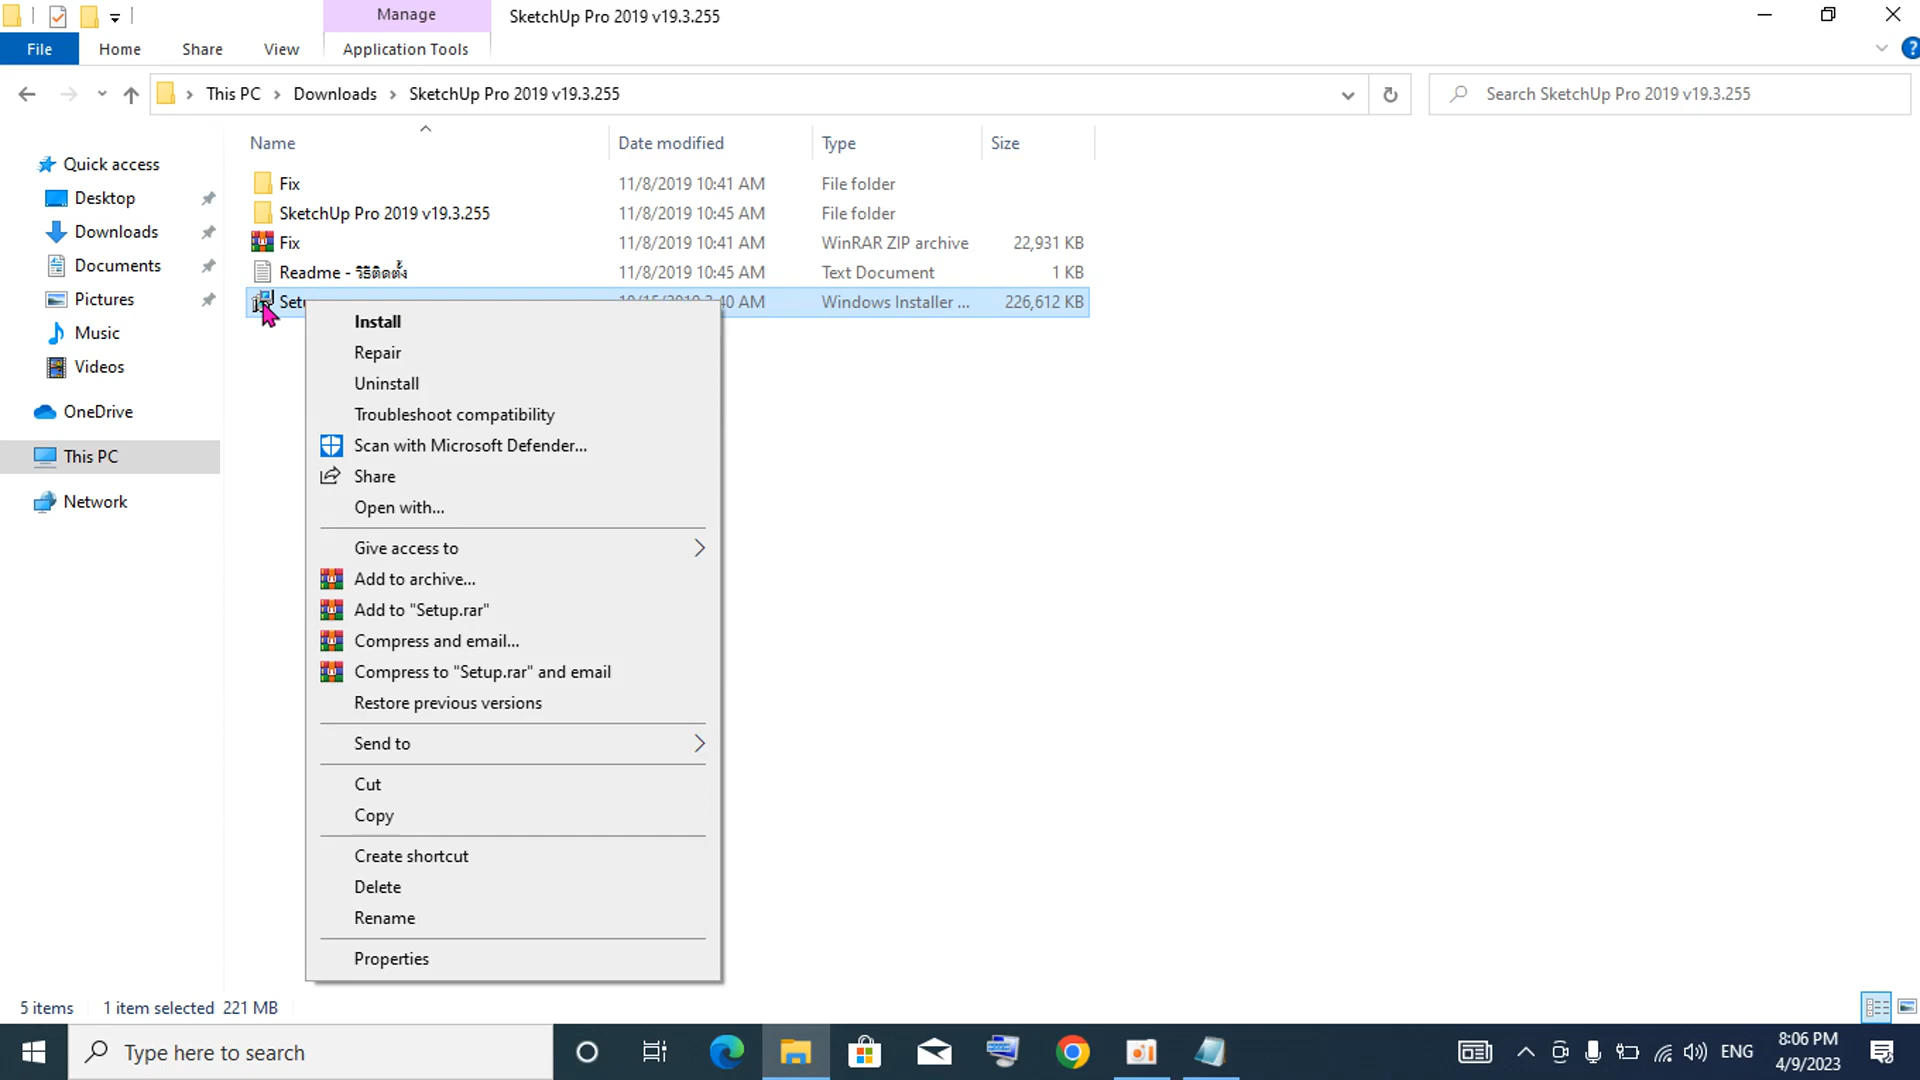 Manage
SketchUp Pro 2019 v19.3.255
File
Home
Share
View
Application Tools
This PC
Downloads
SketchUp Pro 2019 v19.3.255
Search SketchUp Pro 2019 v19.3.255
Name
Date modified
Type
Size
Quick access
Desktop
Downloads
Documents
Pictures
Music
Videos
OneDrive
This PC
Network
Fix 11/8/2019 10:41 AM File folder
SketchUp Pro 2019 v19.3.255 11/8/2019 10:45 AM File folder
Fix 11/8/2019 10:41 AM WinRAR ZIP archive 22,931 KB
Readme - วิธีติดตั้ง 11/8/2019 10:45 AM Text Document 1 KB
Windows Installer ... 226,612 KB
Install
Repair
Uninstall
Troubleshoot compatibility
Scan with Microsoft Defender...
Share
Open with...
Give access to
Add to archive...
Add to "Setup.rar"
Compress and email...
Compress to "Setup.rar" and email
Restore previous versions
Send to
Cut
Copy
Create shortcut
Delete
Rename
Properties
5 items
1 item selected 221 MB
Type here to search
ENG
8:06 PM
4/9/2023